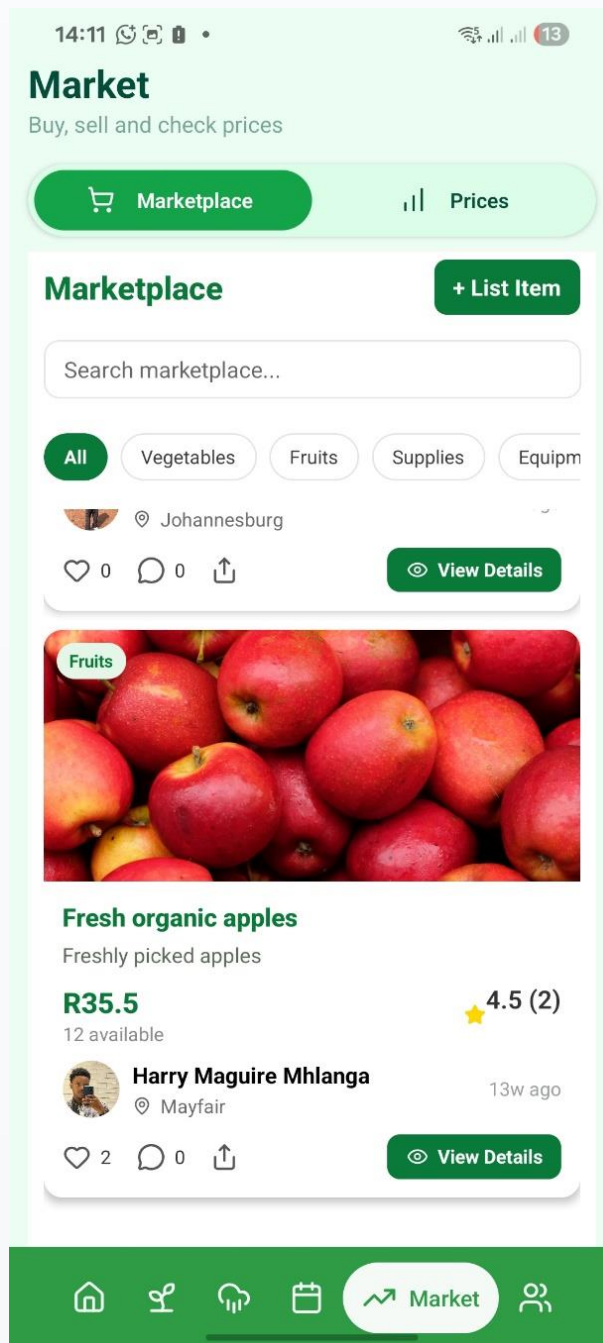 14:11
13
Market
Buy, sell and check prices
Marketplace
Prices
Marketplace
+ List Item
Search marketplace...
All
Vegetables
Fruits
Supplies
Equipm
Johannesburg
0
0
View Details
Fruits
Fresh organic apples
Freshly picked apples
R35.5
4.5 (2)
12 available
Harry Maguire Mhlanga
13w ago
Mayfair
2
0
View Details
Market